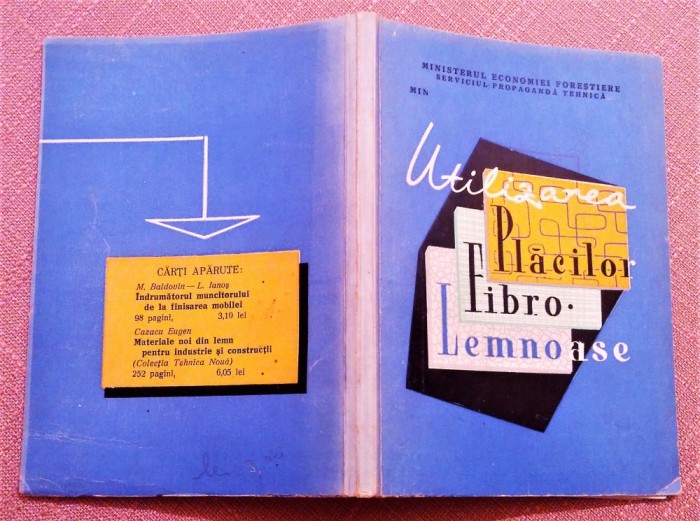 MINISTERUL ECONOMIEI FORESTIERE
SERVICIUL-PROPAGANDĂ TEHNICĂ
MIN
Utilizarea
Plăcilor
Fibro-
Lemnoase
CĂRȚI APĂRUTE:
M. Baldovin — L. Ianoș
Îndrumătorul muncitorului
de la finisarea mobilei
98 pagini, 3,10 lei
Cazacu Eugen
Materiale noi din lemn
pentru industrie și construcții
(Colecția Tehnica Nouă)
252 pagini, 6,05 lei
lei